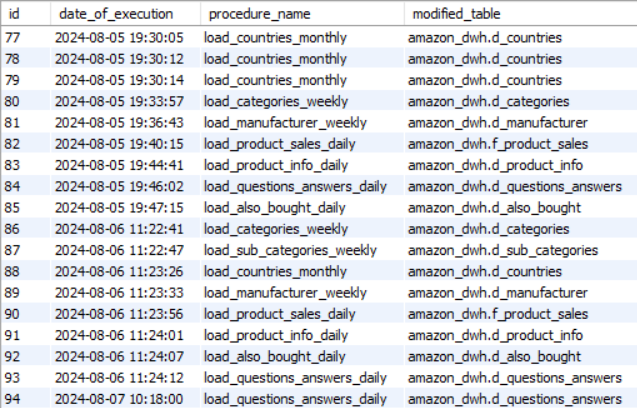 id date_of_execution procedure_name modified_table
77 2024-08-05 19:30:05 load_countries_monthly amazon_dwh.d_countries
78 2024-08-05 19:30:12 load_countries_monthly amazon_dwh.d_countries
79 2024-08-05 19:30:14 load_countries_monthly amazon_dwh.d_countries
80 2024-08-05 19:33:57 load_categories_weekly amazon_dwh.d_categories
81 2024-08-05 19:36:43 load_manufacturer_weekly amazon_dwh.d_manufacturer
82 2024-08-05 19:40:15 load_product_sales_daily amazon_dwh.f_product_sales
83 2024-08-05 19:44:41 load_product_info_daily amazon_dwh.d_product_info
84 2024-08-05 19:46:02 load_questions_answers_daily amazon_dwh.d_questions_answers
85 2024-08-05 19:47:15 load_also_bought_daily amazon_dwh.d_also_bought
86 2024-08-06 11:22:41 load_categories_weekly amazon_dwh.d_categories
87 2024-08-06 11:22:47 load_sub_categories_weekly amazon_dwh.d_sub_categories
88 2024-08-06 11:23:26 load_countries_monthly amazon_dwh.d_countries
89 2024-08-06 11:23:33 load_manufacturer_weekly amazon_dwh.d_manufacturer
90 2024-08-06 11:23:56 load_product_sales_daily amazon_dwh.f_product_sales
91 2024-08-06 11:24:01 load_product_info_daily amazon_dwh.d_product_info
92 2024-08-06 11:24:07 load_also_bought_daily amazon_dwh.d_also_bought
93 2024-08-06 11:24:12 load_questions_answers_daily amazon_dwh.d_questions_answers
94 2024-08-07 10:18:00 load_questions_answers_daily amazon_dwh.d_questions_answers